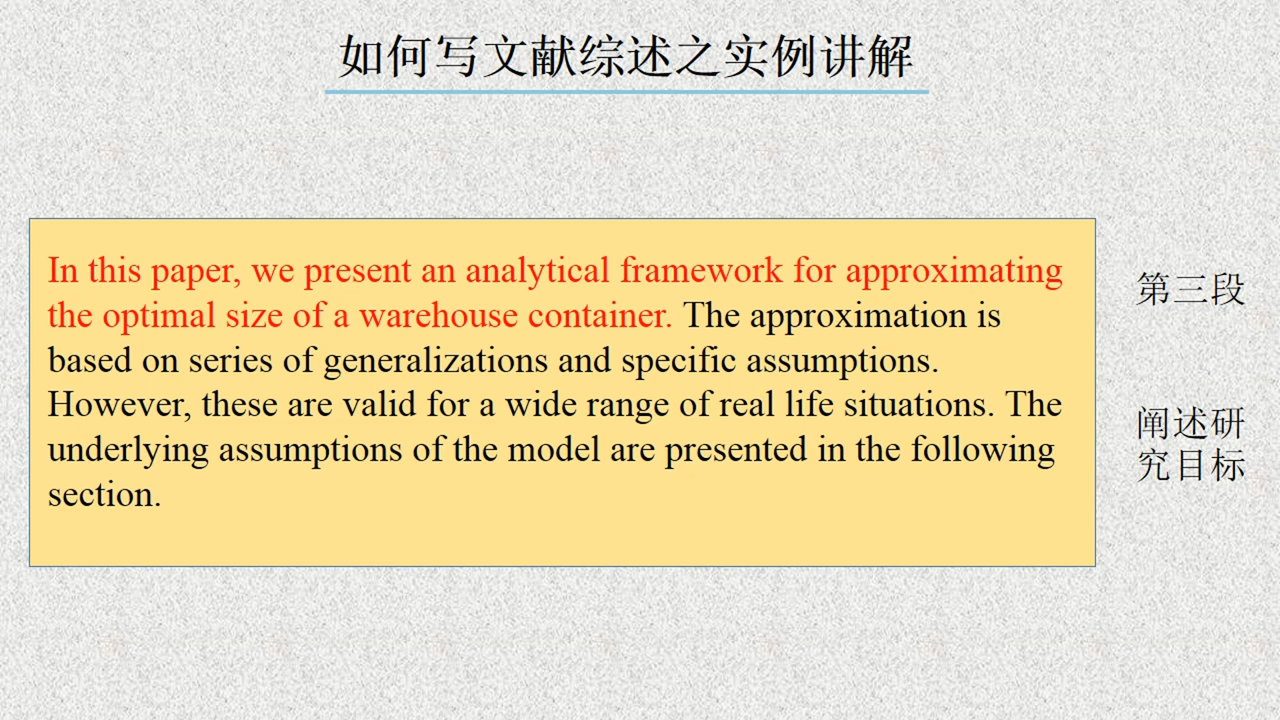 如何写文献综述之实例讲解
In this paper, we present an analytical framework for approximating
the optimal size of a warehouse container. The approximation is
based on series of generalizations and specific assumptions.
However, these are valid for a wide range of real life situations. The
underlying assumptions of the model are presented in the following
section.
第三段
阐述研
究目标